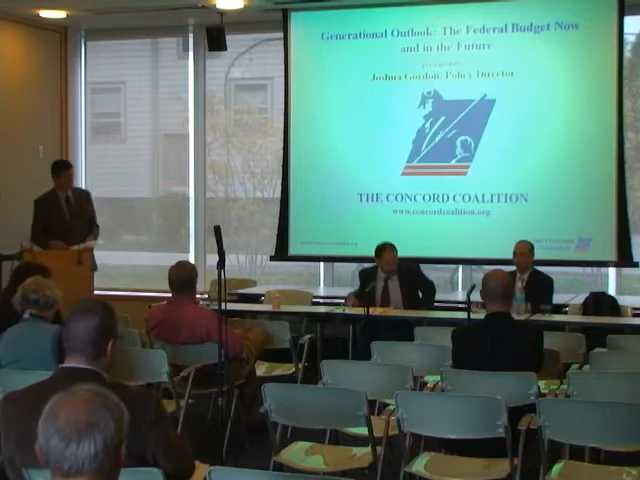 Generational Outlook: The Federal Budget Now
and in the Future
Joshua Gordon, Policy Director
THE CONCORD COALITION
www.concordcoalition.org